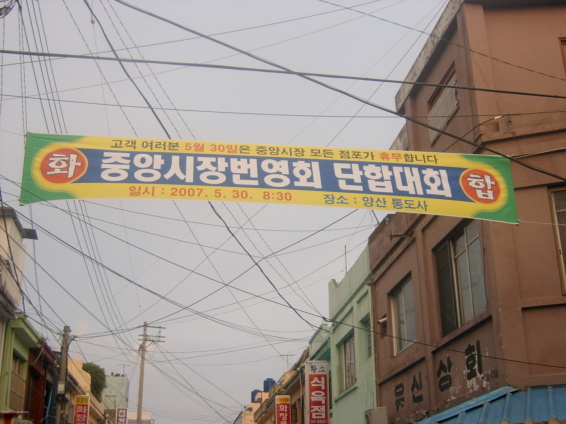 고객 여러분 5월 30일은 중앙시장 모든 점포가 휴무합니다
화 중앙시장번영회 단합대회 합
일시 : 2007. 5. 30. 8:30 장소 : 양산 통도사
황소
식육점
상회